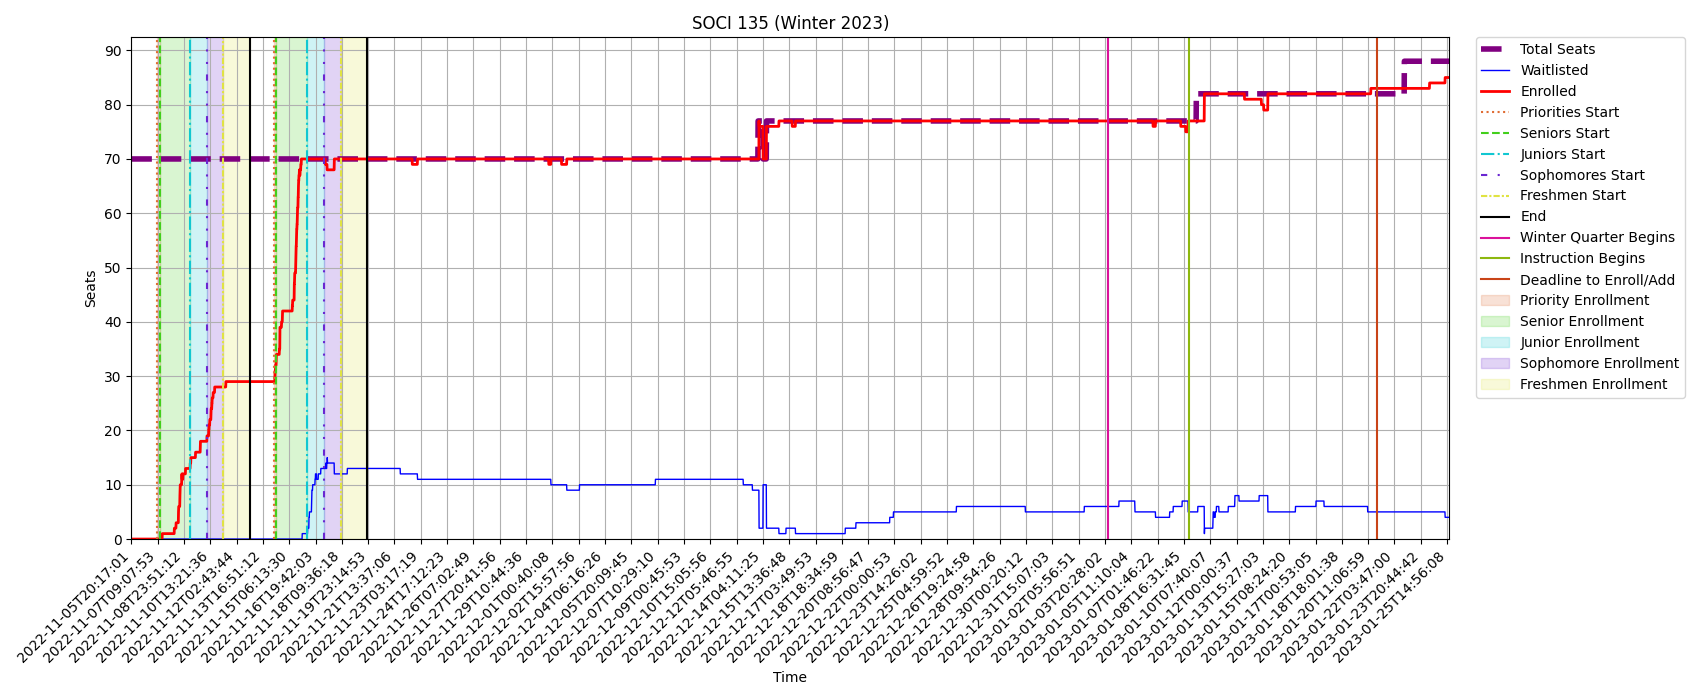 SOCI 135 (Winter 2023)
Seats
90
80
70
60
50
40
30
20
10
0
2022-11-05T20:17:01
2022-11-07T09:07:53
2022-11-08T23:51:12
2022-11-10T13:21:36
2022-11-12T02:43:44
2022-11-13T16:51:12
2022-11-15T06:13:30
2022-11-16T19:42:03
2022-11-18T09:36:18
2022-11-19T23:14:53
2022-11-21T13:37:06
2022-11-23T03:17:19
2022-11-24T17:12:23
2022-11-26T07:02:49
2022-11-27T20:41:56
2022-11-29T10:44:36
2022-12-01T00:40:08
2022-12-02T15:57:56
2022-12-04T06:16:26
2022-12-05T20:09:45
2022-12-07T10:29:10
2022-12-09T00:45:53
2022-12-10T15:05:56
2022-12-12T05:46:55
2022-12-14T04:11:25
2022-12-15T13:36:48
2022-12-17T03:49:53
2022-12-18T18:34:59
2022-12-20T08:56:47
2022-12-22T00:00:53
2022-12-23T14:26:02
2022-12-25T04:59:52
2022-12-26T19:24:58
2022-12-28T09:54:26
2022-12-30T00:20:12
2022-12-31T15:07:03
2023-01-02T05:56:51
2023-01-03T20:28:02
2023-01-05T11:10:04
2023-01-07T01:46:22
2023-01-08T16:31:45
2023-01-10T07:40:07
2023-01-12T00:00:37
2023-01-13T15:27:03
2023-01-15T08:24:20
2023-01-17T00:53:05
2023-01-18T18:01:38
2023-01-20T11:06:59
2023-01-22T03:47:00
2023-01-23T20:44:42
2023-01-25T14:56:08
Time
Total Seats
Waitlisted
Enrolled
Priorities Start
Seniors Start
Juniors Start
Sophomores Start
Freshmen Start
End
Winter Quarter Begins
Instruction Begins
Deadline to Enroll/Add
Priority Enrollment
Senior Enrollment
Junior Enrollment
Sophomore Enrollment
Freshmen Enrollment